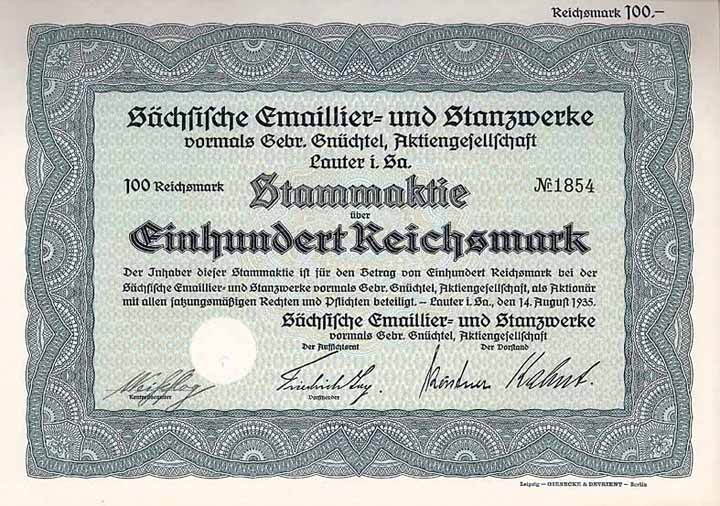 Reichsmark 100.—
Sächsische Emaillier- und Stanzwerke
vormals Gebr. Gnüchtel, Aktiengesellschaft
Lauter i. Sa.
100 Reichsmark Stammaktie № 1854
über
Einhundert Reichsmark
Der Inhaber dieser Stammaktie ist für den Betrag von Einhundert Reichsmark bei der
Sächsische Emaillier- und Stanzwerke vormals Gebr. Gnüchtel, Aktiengesellschaft, als Aktionär
mit allen satzungsmäßigen Rechten und Pflichten beteiligt. – Lauter i. Sa., den 14. August 1935.
Sächsische Emaillier- und Stanzwerke
vormals Gebr. Gnüchtel, Aktiengesellschaft
Der Aufsichtsrat Der Vorstand
Kontrollbeamter Vorsitzender
Leipzig — GIESECKE & DEVRIENT — Berlin